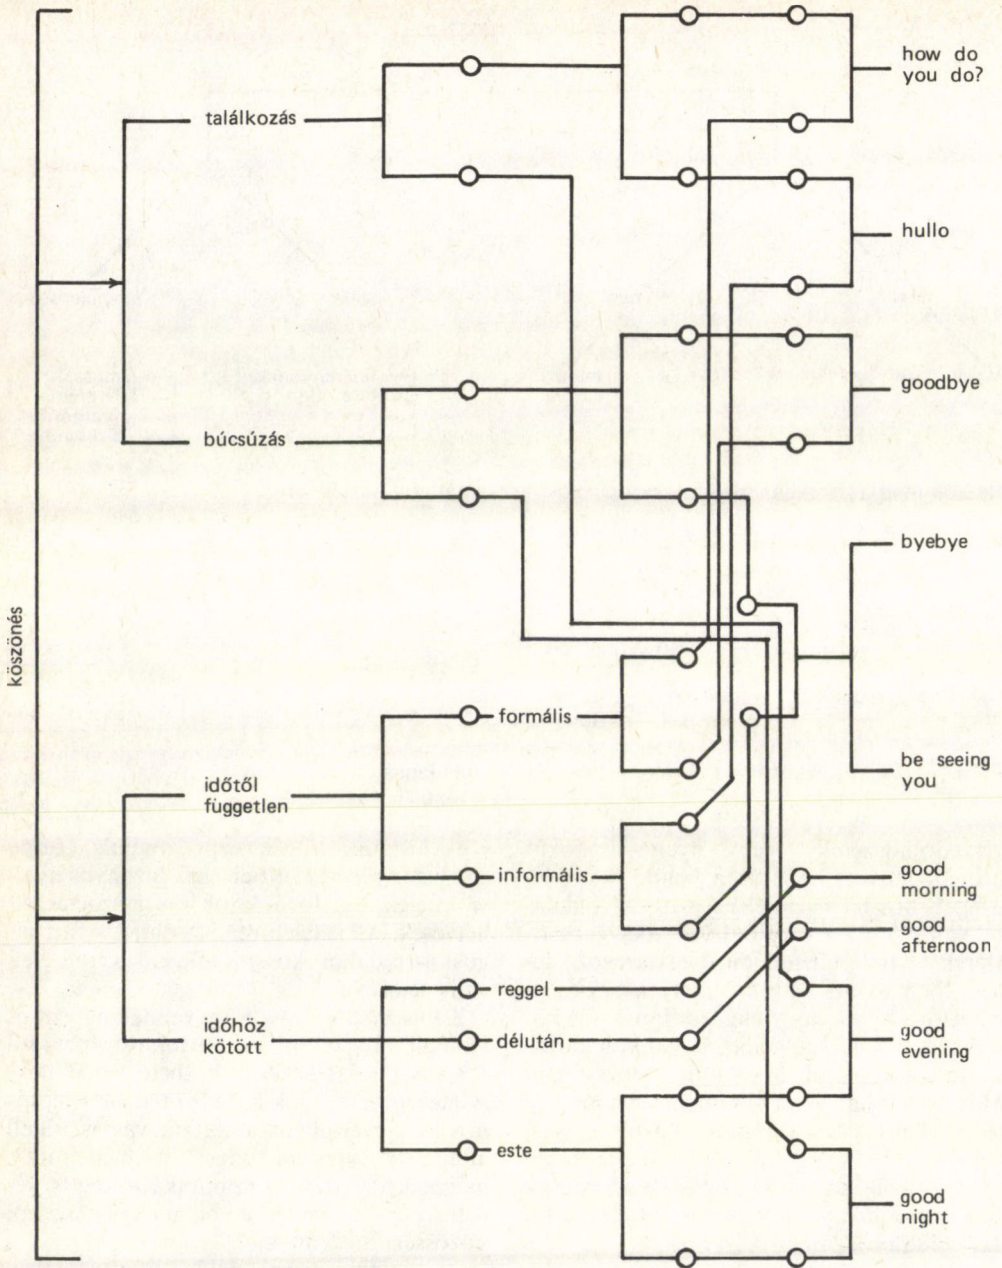 how do
you do?
találkozás
hullo
goodbye
búcsúzás
byebye
köszönés
formális
be seeing
you
időtől
független
informális
good
morning
good
afternoon
reggel
időhöz
kötött
délután
good
evening
este
good
night